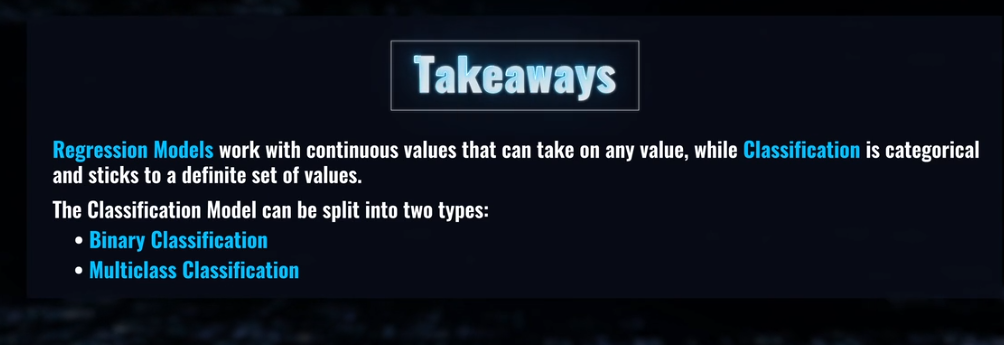 Takeaways
Regression Models work with continuous values that can take on any value, while Classification is categorical
and sticks to a definite set of values.
The Classification Model can be split into two types:
• Binary Classification
• Multiclass Classification